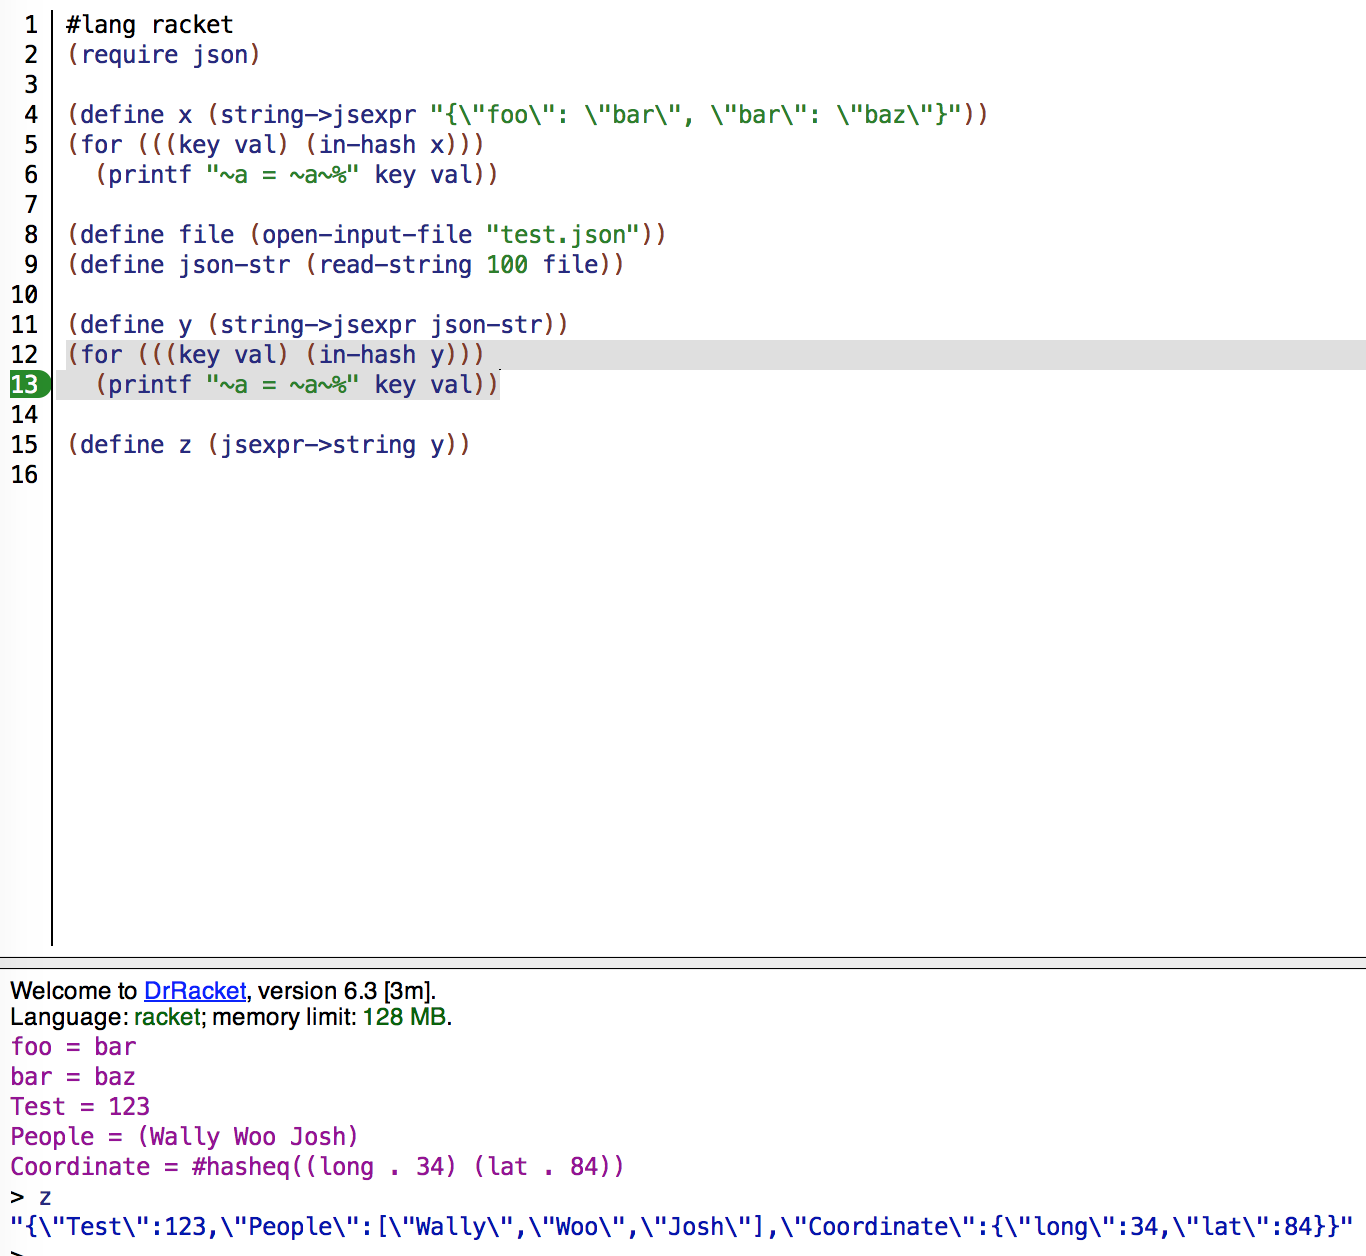 1 #lang racket
2 (require json)
3
4 (define x (string->jsexpr "{\"foo\": \"bar\", \"bar\": \"baz\"}"))
5 (for (((key val) (in-hash x)))
6   (printf "~a = ~a~%" key val))
7
8 (define file (open-input-file "test.json"))
9 (define json-str (read-string 100 file))
10
11 (define y (string->jsexpr json-str))
12 (for (((key val) (in-hash y)))
13   (printf "~a = ~a~%" key val))
14
15 (define z (jsexpr->string y))
16
Welcome to DrRacket, version 6.3 [3m].
Language: racket; memory limit: 128 MB.
foo = bar
bar = baz
Test = 123
People = (Wally Woo Josh)
Coordinate = #hasheq((long . 34) (lat . 84))
> z
"{\"Test\":123,\"People\":[\"Wally\",\"Woo\",\"Josh\"],\"Coordinate\":{\"long\":34,\"lat\":84}}"
>